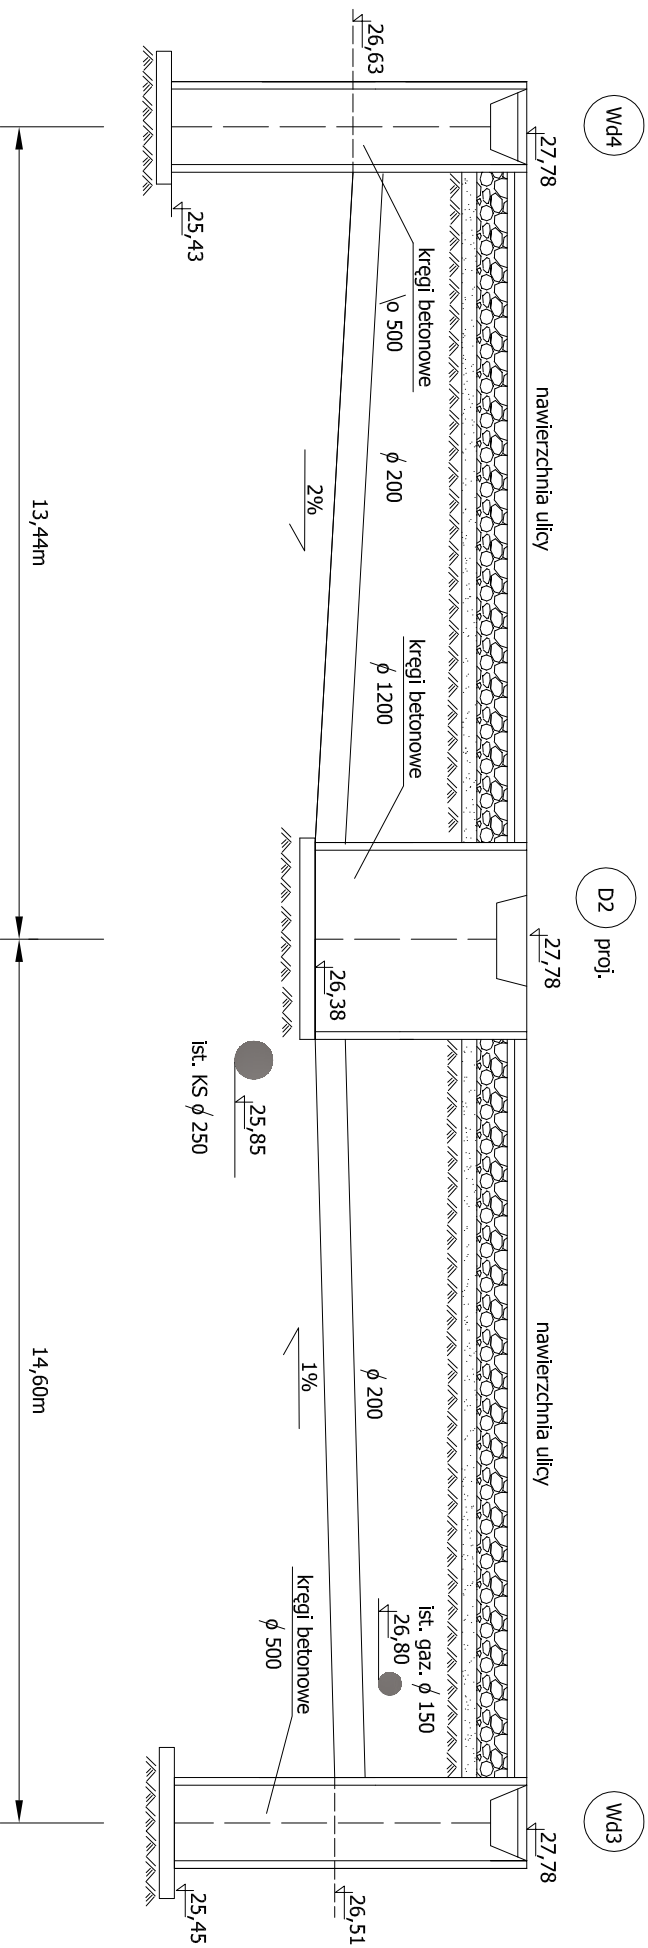 Wd4
D2
proj.
Wd3
27,78
27,78
27,78
nawierzchnia ulicy
nawierzchnia ulicy
26,63
kręgi betonowe
ϕ 500
ϕ 200
kręgi betonowe
ϕ 1200
ist. gaz. ϕ 150
26,80
ϕ 200
26,38
26,51
2%
1%
kręgi betonowe
ϕ 500
25,85
ist. KS ϕ 250
25,43
25,45
13,44m
14,60m